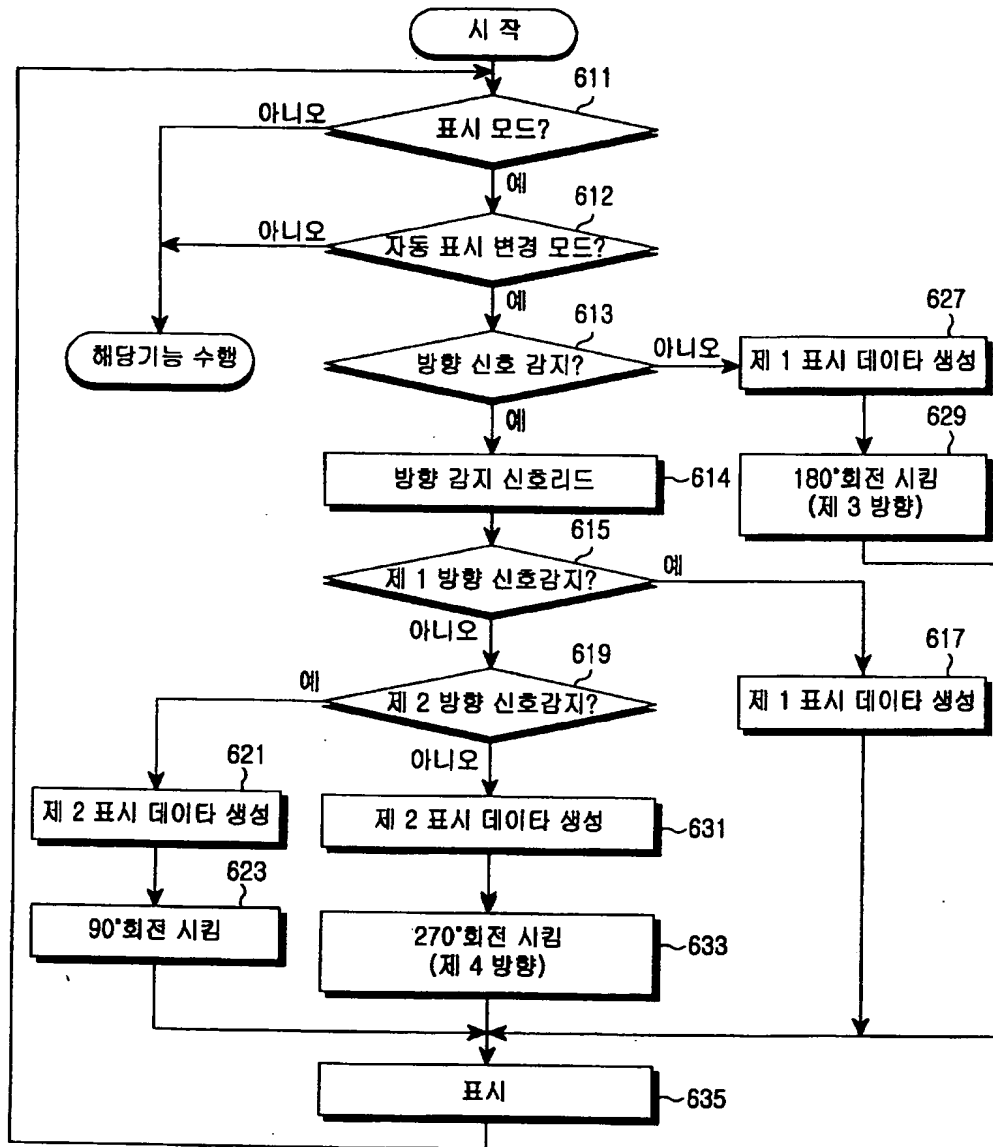 시 작
611
표시 모드?
아니오
예
612
자동 표시 변경 모드?
아니오
예
해당기능 수행
613
방향 신호 감지?
아니오
예
627
제 1 표시 데이타 생성
629
180°회전 시킴
(제 3 방향)
방향 감지 신호리드
614
615
제 1 방향 신호감지?
예
아니오
617
제 1 표시 데이타 생성
619
제 2 방향 신호감지?
예
아니오
621
제 2 표시 데이타 생성
623
90°회전 시킴
제 2 표시 데이타 생성
631
270°회전 시킴
(제 4 방향)
633
표시
635